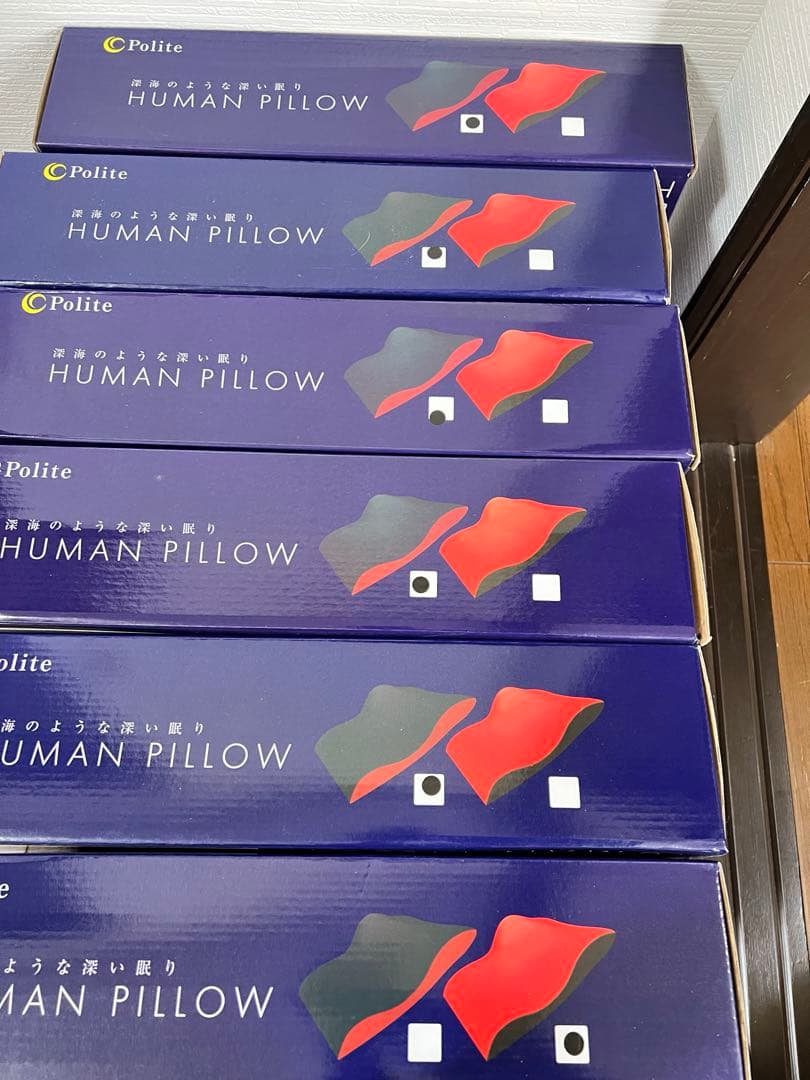 Polite
深海のような深い眠り
HUMAN PILLOW
H
Polite
深海のような深い眠り
HUMAN PILLOW
Polite
深海のような深い眠り
HUMAN PILLOW
Polite
深海のような深い眠り
HUMAN PILLOW
olite
海のような深い眠り
UMAN PILLOW
e
ような深い眠り
MAN PILLOW